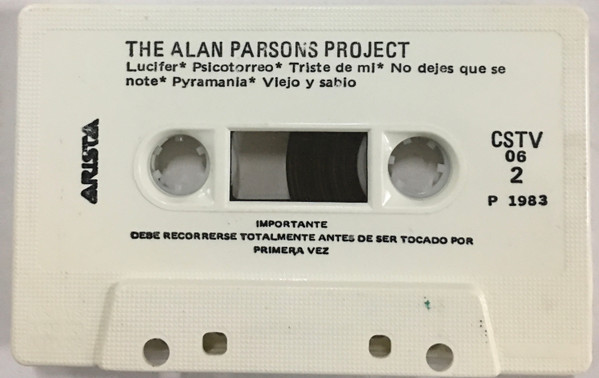 THE ALAN PARSONS PROJECT
Lucifer* Psicotorreo* Triste de mi* No dejes que se
note* Pyramania* Viejo y sabio
ARISTA
CSTV
06
2
P 1983
IMPORTANTE
DEBE RECORRERSE TOTALMENTE ANTES DE SER TOCADO POR
PRIMERA VEZ